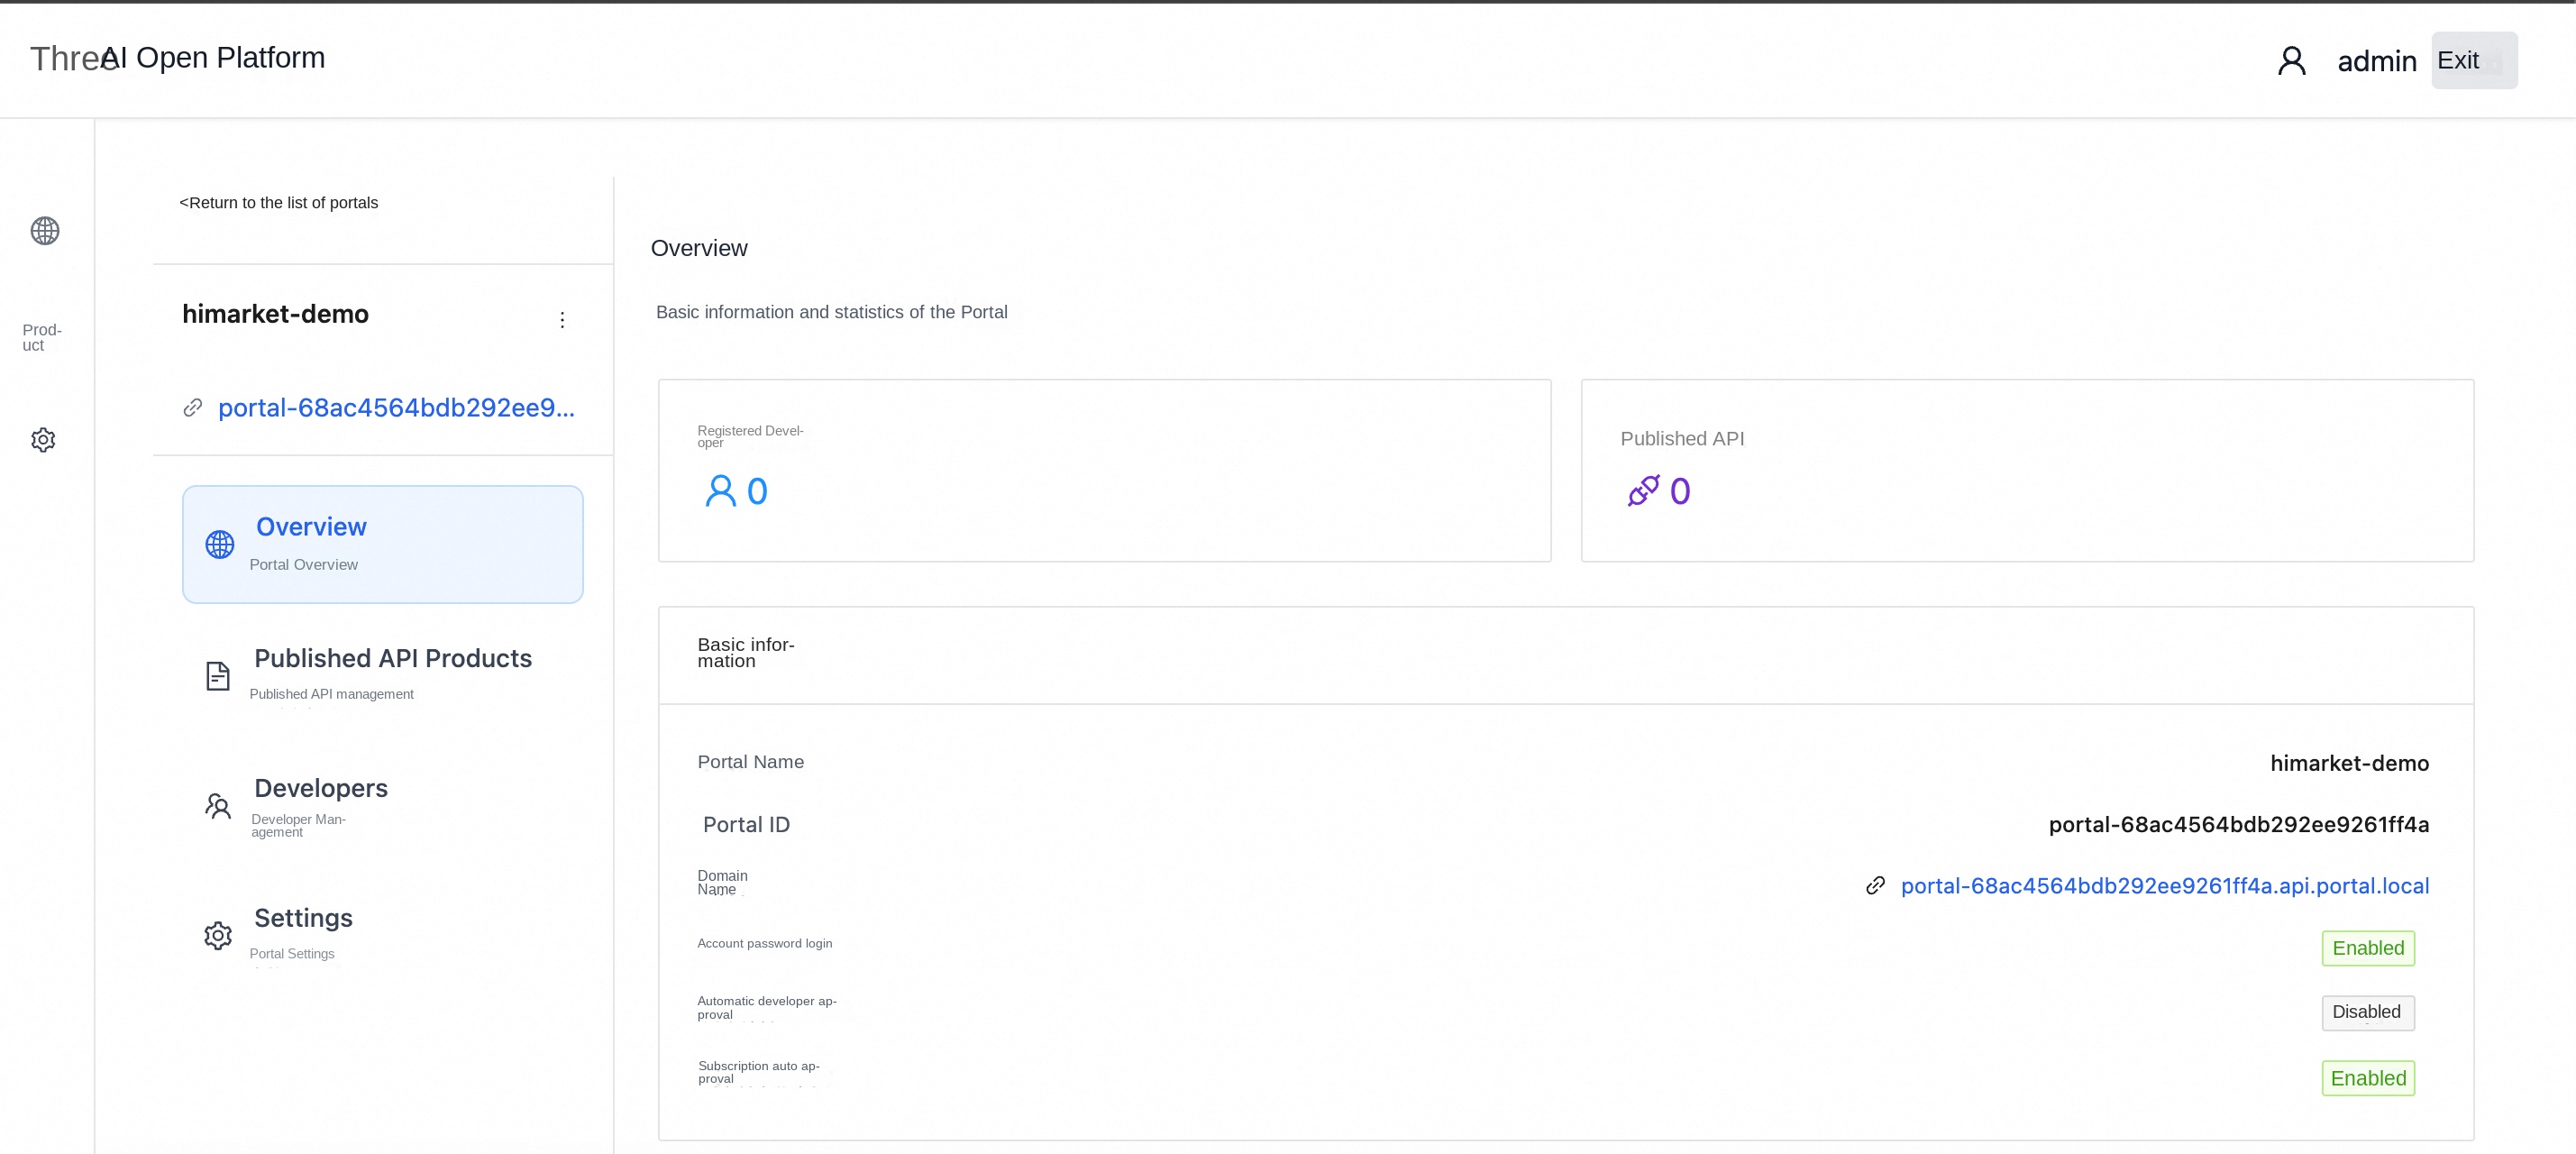 Three
AI Open Platform
admin
Exit
<Return to the list of portals
Prod-
uct
himarket-demo
portal-68ac4564bdb292ee9...
Overview
Portal Overview
Published API Products
Published API management
Developers
Developer Man-
agement
Settings
Portal Settings
Overview
Basic information and statistics of the Portal
Registered Devel-
oper
0
Published API
0
Basic infor-
mation
Portal Name
himarket-demo
Portal ID
portal-68ac4564bdb292ee9261ff4a
Domain
Name
portal-68ac4564bdb292ee9261ff4a.api.portal.local
Account password login
Enabled
Automatic developer ap-
proval
Disabled
Subscription auto ap-
proval
Enabled